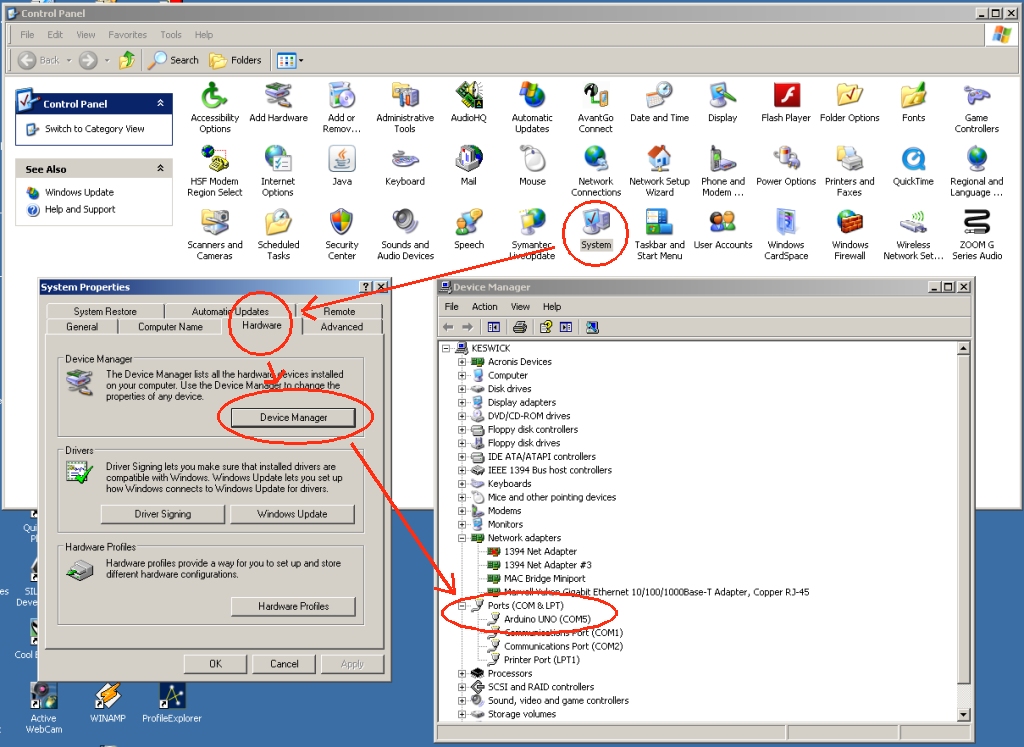 Control Panel
File Edit View Favorites Tools Help
Back Search Folders
Control Panel
Switch to Category View
See Also
Windows Update
Help and Support
Accessibility Options
Add Hardware
Add or Remov...
Administrative Tools
AudioHQ
Automatic Updates
AvantGo Connect
Date and Time
Display
Flash Player
Folder Options
Fonts
Game Controllers
HSF Modem Region Select
Internet Options
Java
Keyboard
Mail
Mouse
Network Connections
Network Setup Wizard
Phone and Modem ...
Power Options
Printers and Faxes
QuickTime
Regional and Language ...
Scanners and Cameras
Scheduled Tasks
Security Center
Sounds and Audio Devices
Speech
Symantec LiveUpdate
System
Taskbar and Start Menu
User Accounts
Windows CardSpace
Windows Firewall
Wireless Network Set...
ZOOM G Series Audio
System Properties
System Restore Automatic Updates Remote
General Computer Name Hardware Advanced
Device Manager
The Device Manager lists all the hardware devices installed
on your computer. Use the Device Manager to change the
properties of any device.
Device Manager
Drivers
Driver Signing lets you make sure that installed drivers are
compatible with Windows. Windows Update lets you set up
how Windows connects to Windows Update for drivers.
Driver Signing Windows Update
Hardware Profiles
Hardware profiles provide a way for you to set up and store
different hardware configurations.
Hardware Profiles
OK Cancel Apply
Device Manager
File Action View Help
KESWICK
Acronis Devices
Computer
Disk drives
Display adapters
DVD/CD-ROM drives
Floppy disk controllers
Floppy disk drives
IDE ATA/ATAPI controllers
IEEE 1394 Bus host controllers
Keyboards
Mice and other pointing devices
Modems
Monitors
Network adapters
1394 Net Adapter
1394 Net Adapter #3
MAC Bridge Miniport
Marvell Yukon Gigabit Ethernet 10/100/1000Base-T Adapter, Copper RJ-45
Ports (COM & LPT)
Arduino UNO (COM5)
Communications Port (COM1)
Communications Port (COM2)
Printer Port (LPT1)
Processors
SCSI and RAID controllers
Sound, video and game controllers
Storage volumes
Cool
Active WebCam
WINAMP
ProfileExplorer